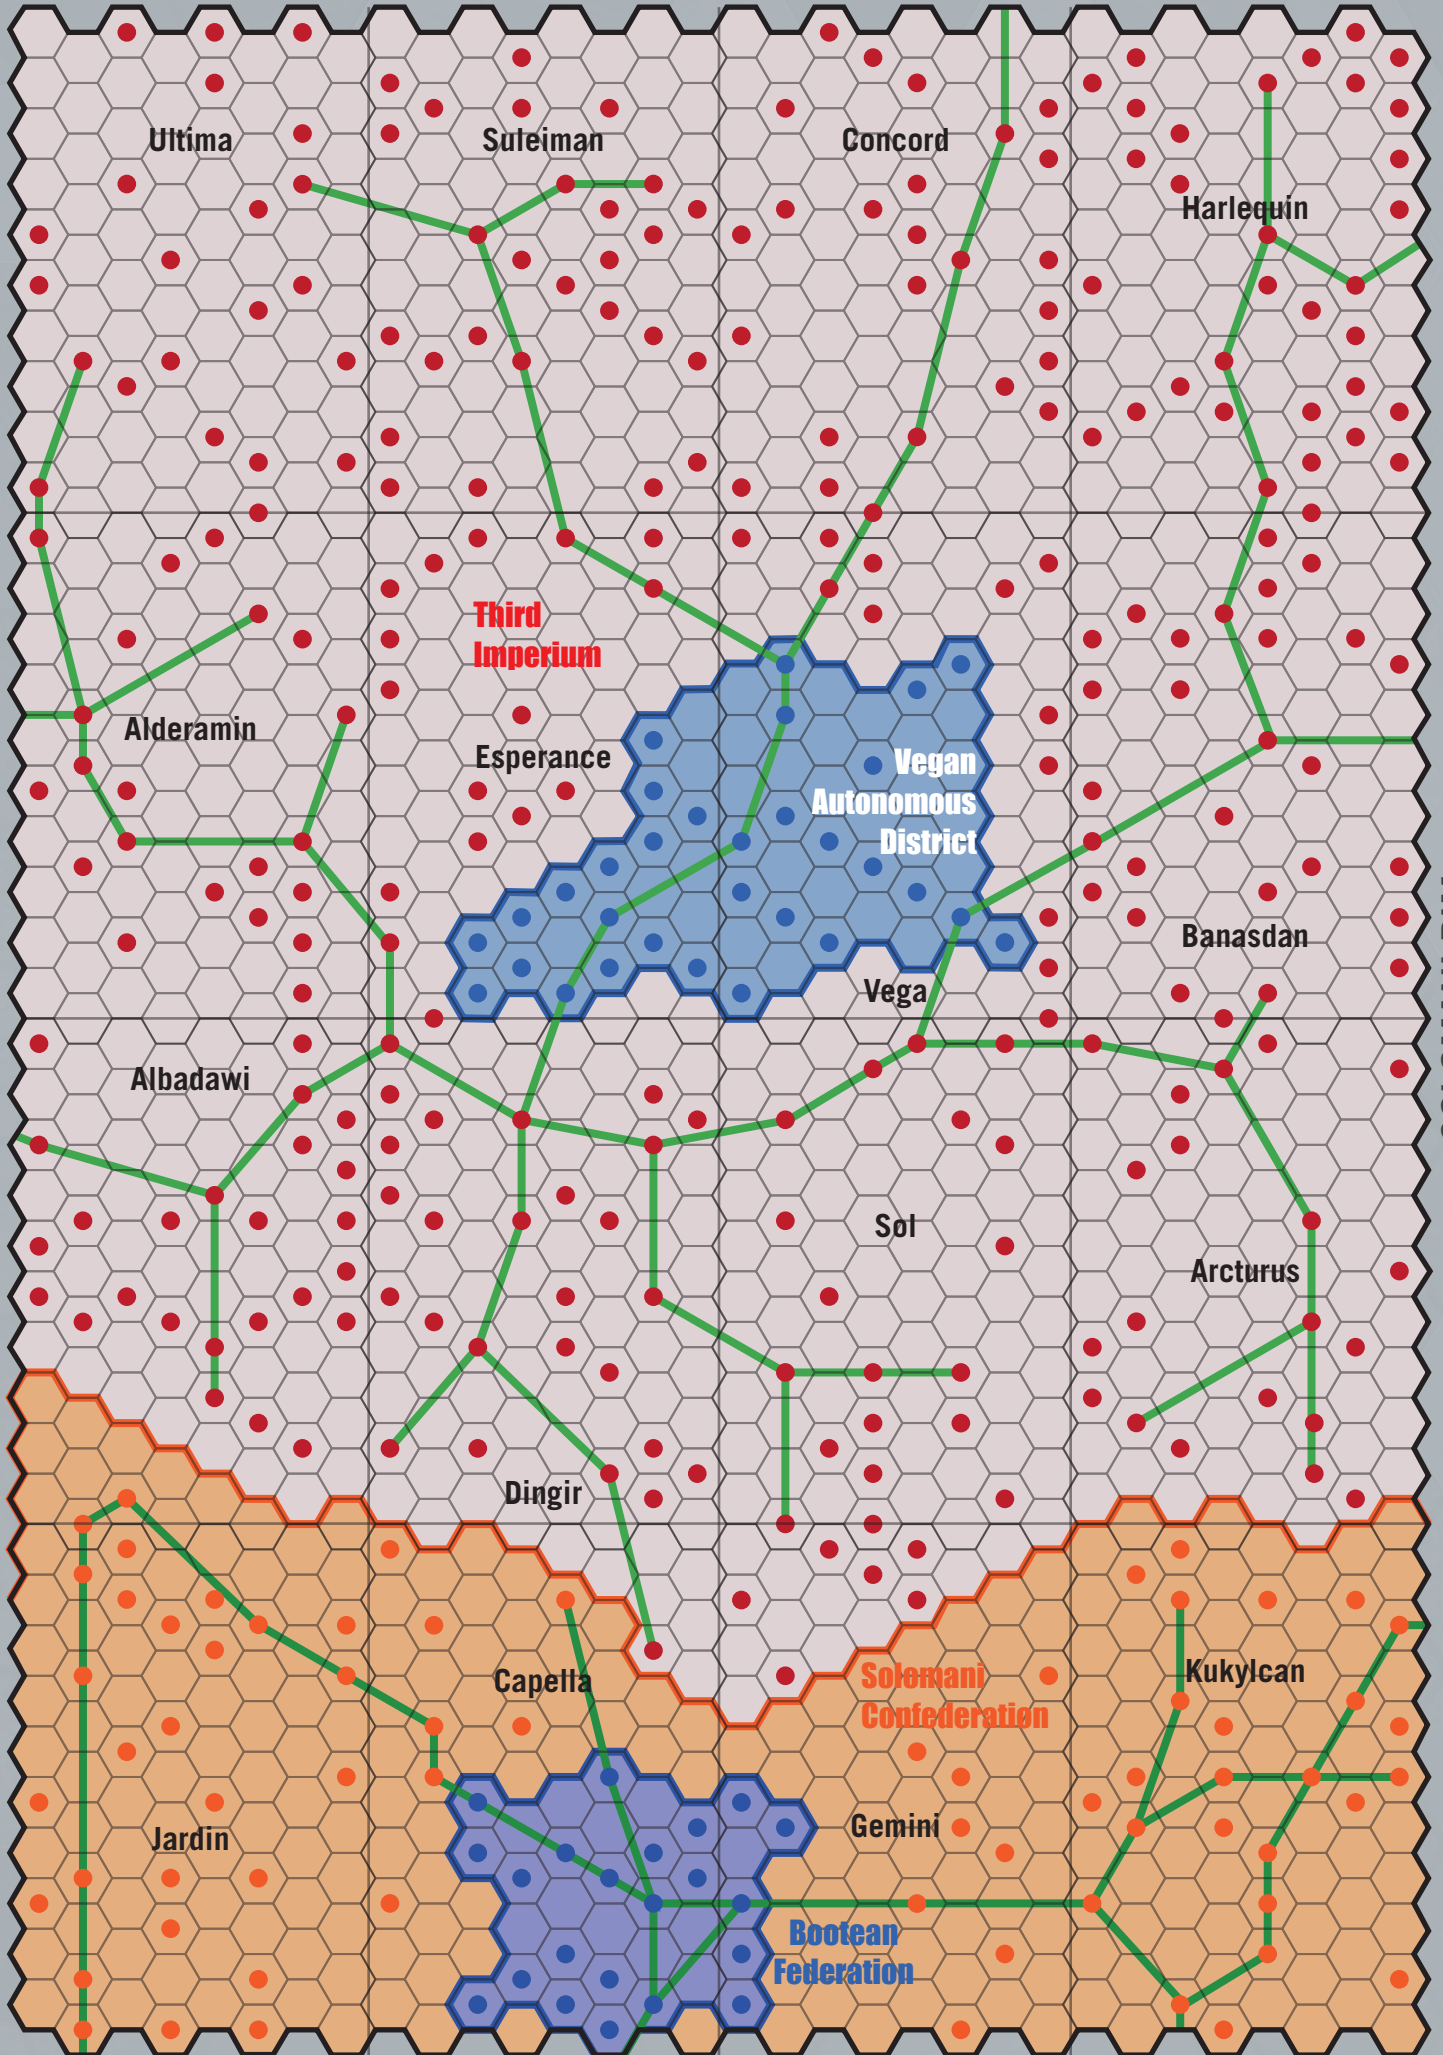 Ultima
Suleiman
Concord
Harlequin
Third
Imperium
Alderamin
Esperance
Vegan
Autonomous
District
Banasdan
Vega
Albadawi
Sol
Arcturus
Dingir
Capella
Solomani
Confederation
Kukylcan
Jardin
Gemini
Bootean
Federation